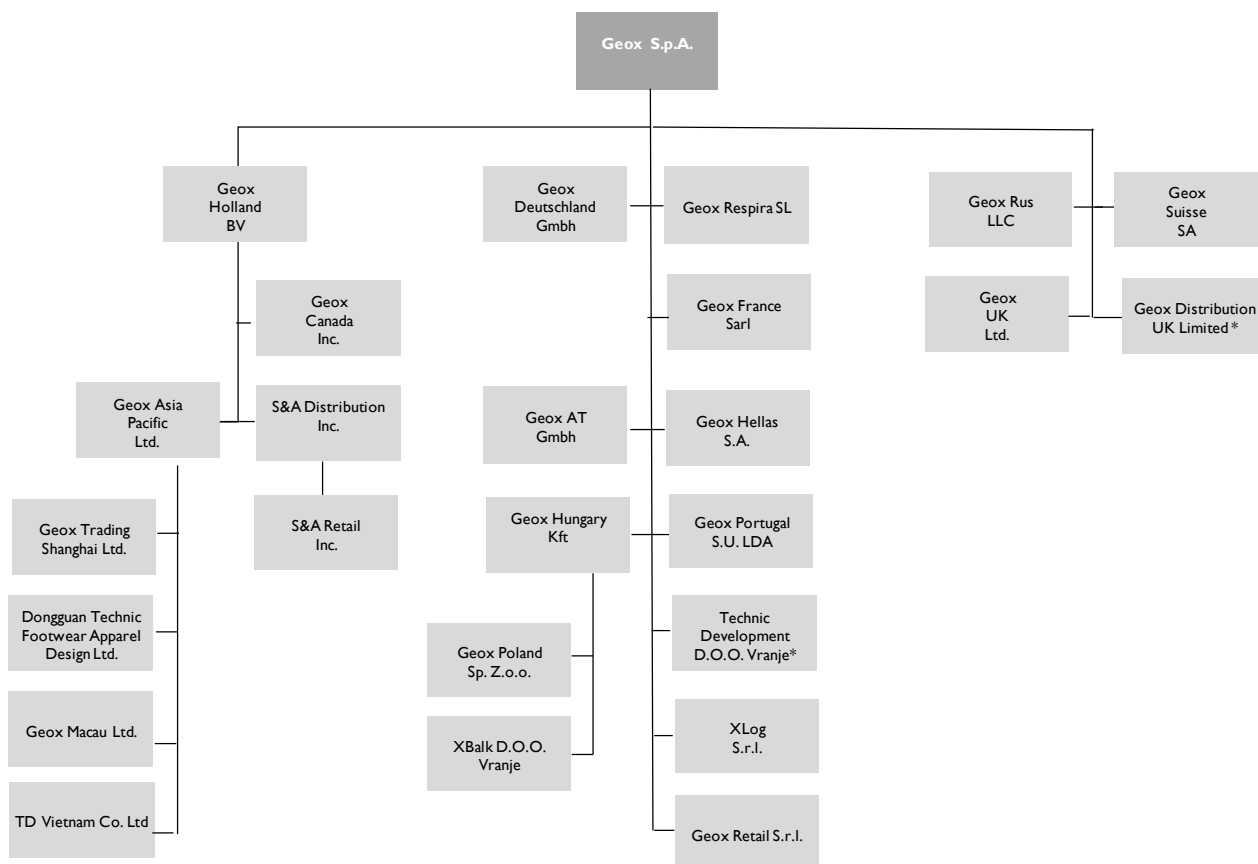 Geox S.p.A.
Geox
Holland
BV
Geox
Deutschland
Gmbh
Geox Respira SL
Geox Rus
LLC
Geox
Suisse
SA
Geox
Canada
Inc.
Geox France
Sarl
Geox
UK
Ltd.
Geox Distribution
UK Limited *
Geox Asia
Pacific
Ltd.
S&A Distribution
Inc.
Geox AT
Gmbh
Geox Hellas
S.A.
Geox Trading
Shanghai Ltd.
S&A Retail
Inc.
Geox Hungary
Kft
Geox Portugal
S.U. LDA
Dongguan Technic
Footwear Apparel
Design Ltd.
Geox Poland
Sp. Z.o.o.
Technic
Development
D.O.O. Vranje*
Geox Macau Ltd.
XBalk D.O.O.
Vranje
XLog
S.r.l.
TD Vietnam Co. Ltd
Geox Retail S.r.l.